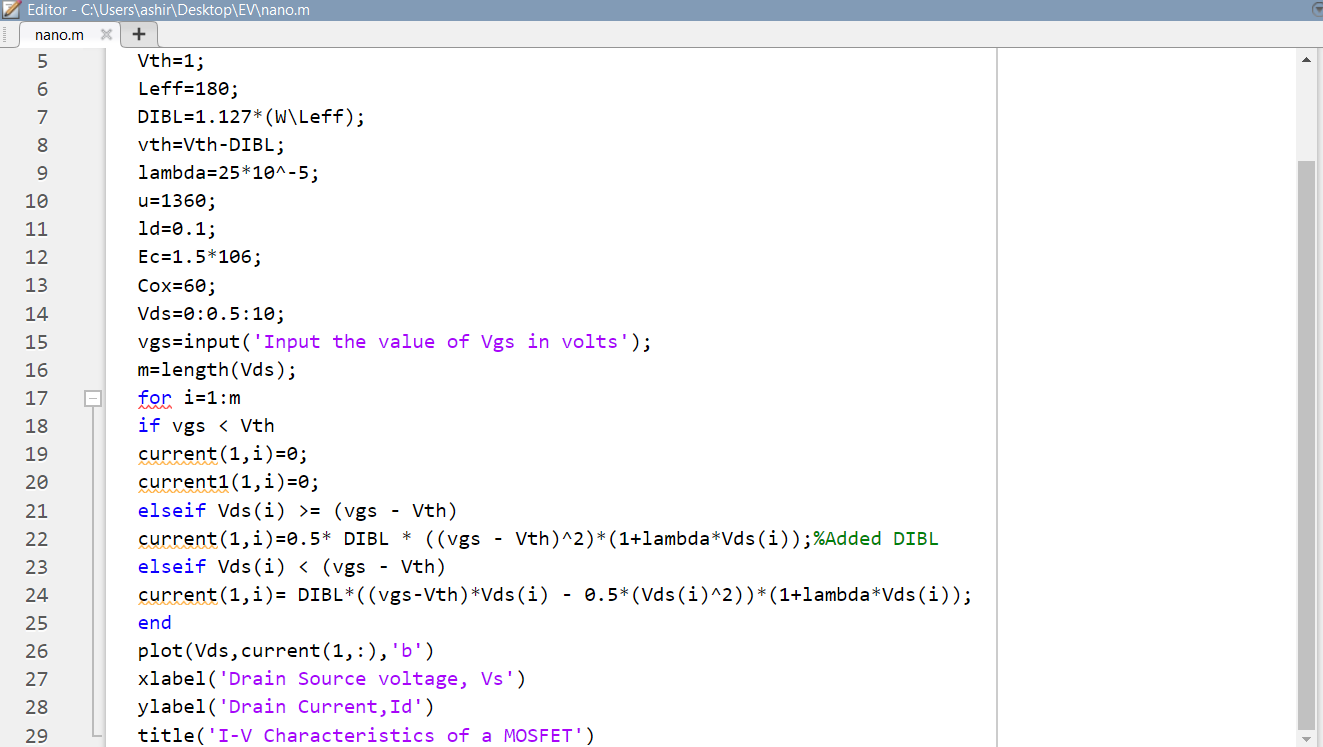 Editor - C:\Users\ashir\Desktop\EV\nano.m
nano.m
5 Vth=1;
6 Leff=180;
7 DIBL=1.127*(W\Leff);
8 vth=Vth-DIBL;
9 lambda=25*10^-5;
10 u=1360;
11 ld=0.1;
12 Ec=1.5*106;
13 Cox=60;
14 Vds=0:0.5:10;
15 vgs=input('Input the value of Vgs in volts');
16 m=length(Vds);
17 for i=1:m
18 if vgs < Vth
19 current(1,i)=0;
20 current1(1,i)=0;
21 elseif Vds(i) >= (vgs - Vth)
22 current(1,i)=0.5* DIBL * ((vgs - Vth)^2)*(1+lambda*Vds(i));%Added DIBL
23 elseif Vds(i) < (vgs - Vth)
24 current(1,i)= DIBL*((vgs-Vth)*Vds(i) - 0.5*(Vds(i)^2))*(1+lambda*Vds(i));
25 end
26 plot(Vds,current(1,:),'b')
27 xlabel('Drain Source voltage, Vs')
28 ylabel('Drain Current,Id')
29 title('I-V Characteristics of a MOSFET')